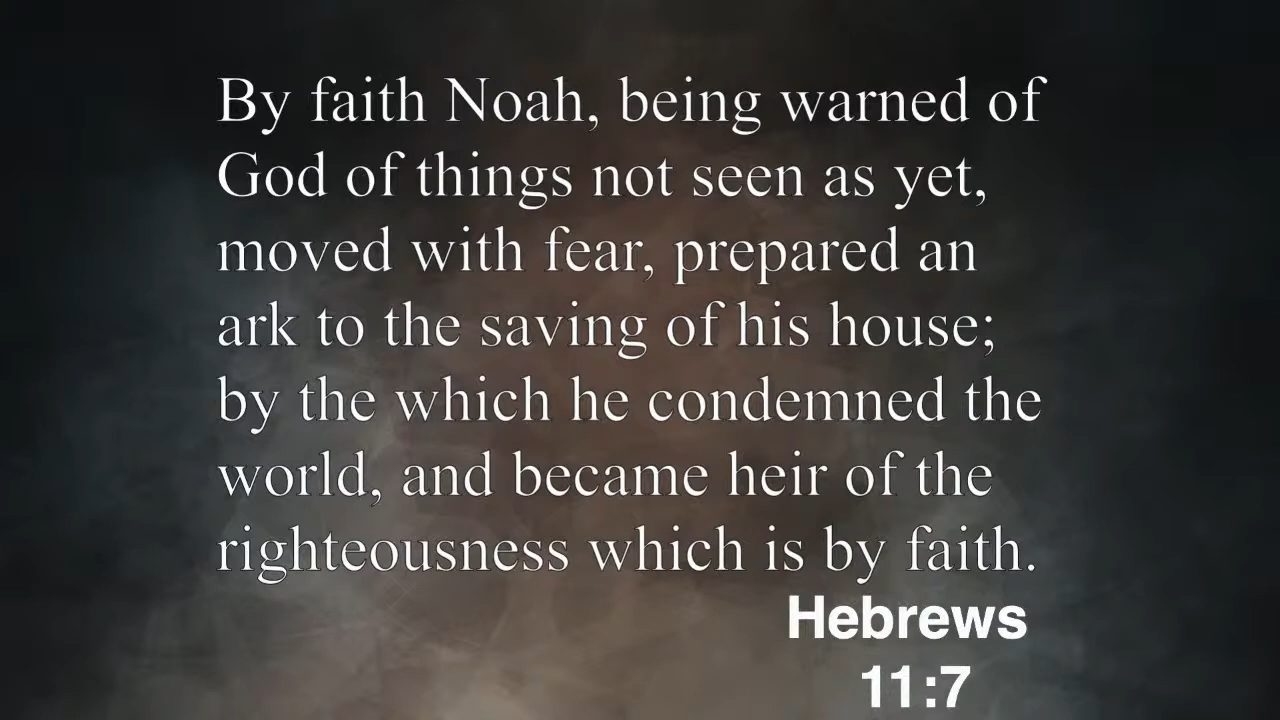 By faith Noah, being warned of
God of things not seen as yet,
moved with fear, prepared an
ark to the saving of his house;
by the which he condemned the
world, and became heir of the
righteousness which is by faith.
Hebrews
11:7